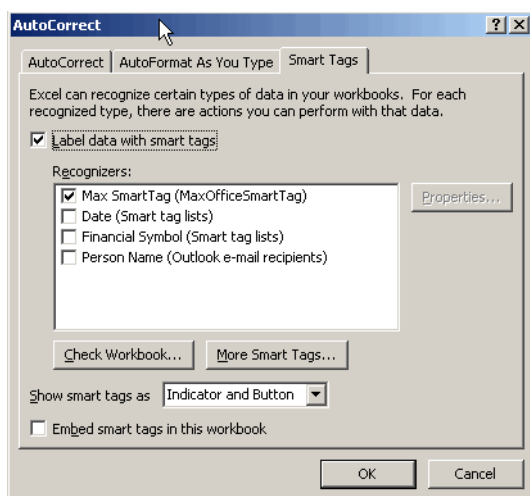 AutoCorrect
AutoCorrect AutoFormat As You Type Smart Tags
Excel can recognize certain types of data in your workbooks. For each
recognized type, there are actions you can perform with that data.
Label data with smart tags
Recognizers:
Max SmartTag (MaxOfficeSmartTag)
Properties...
Date (Smart tag lists)
Financial Symbol (Smart tag lists)
Person Name (Outlook e-mail recipients)
Check Workbook... More Smart Tags...
Show smart tags as Indicator and Button
Embed smart tags in this workbook
OK Cancel